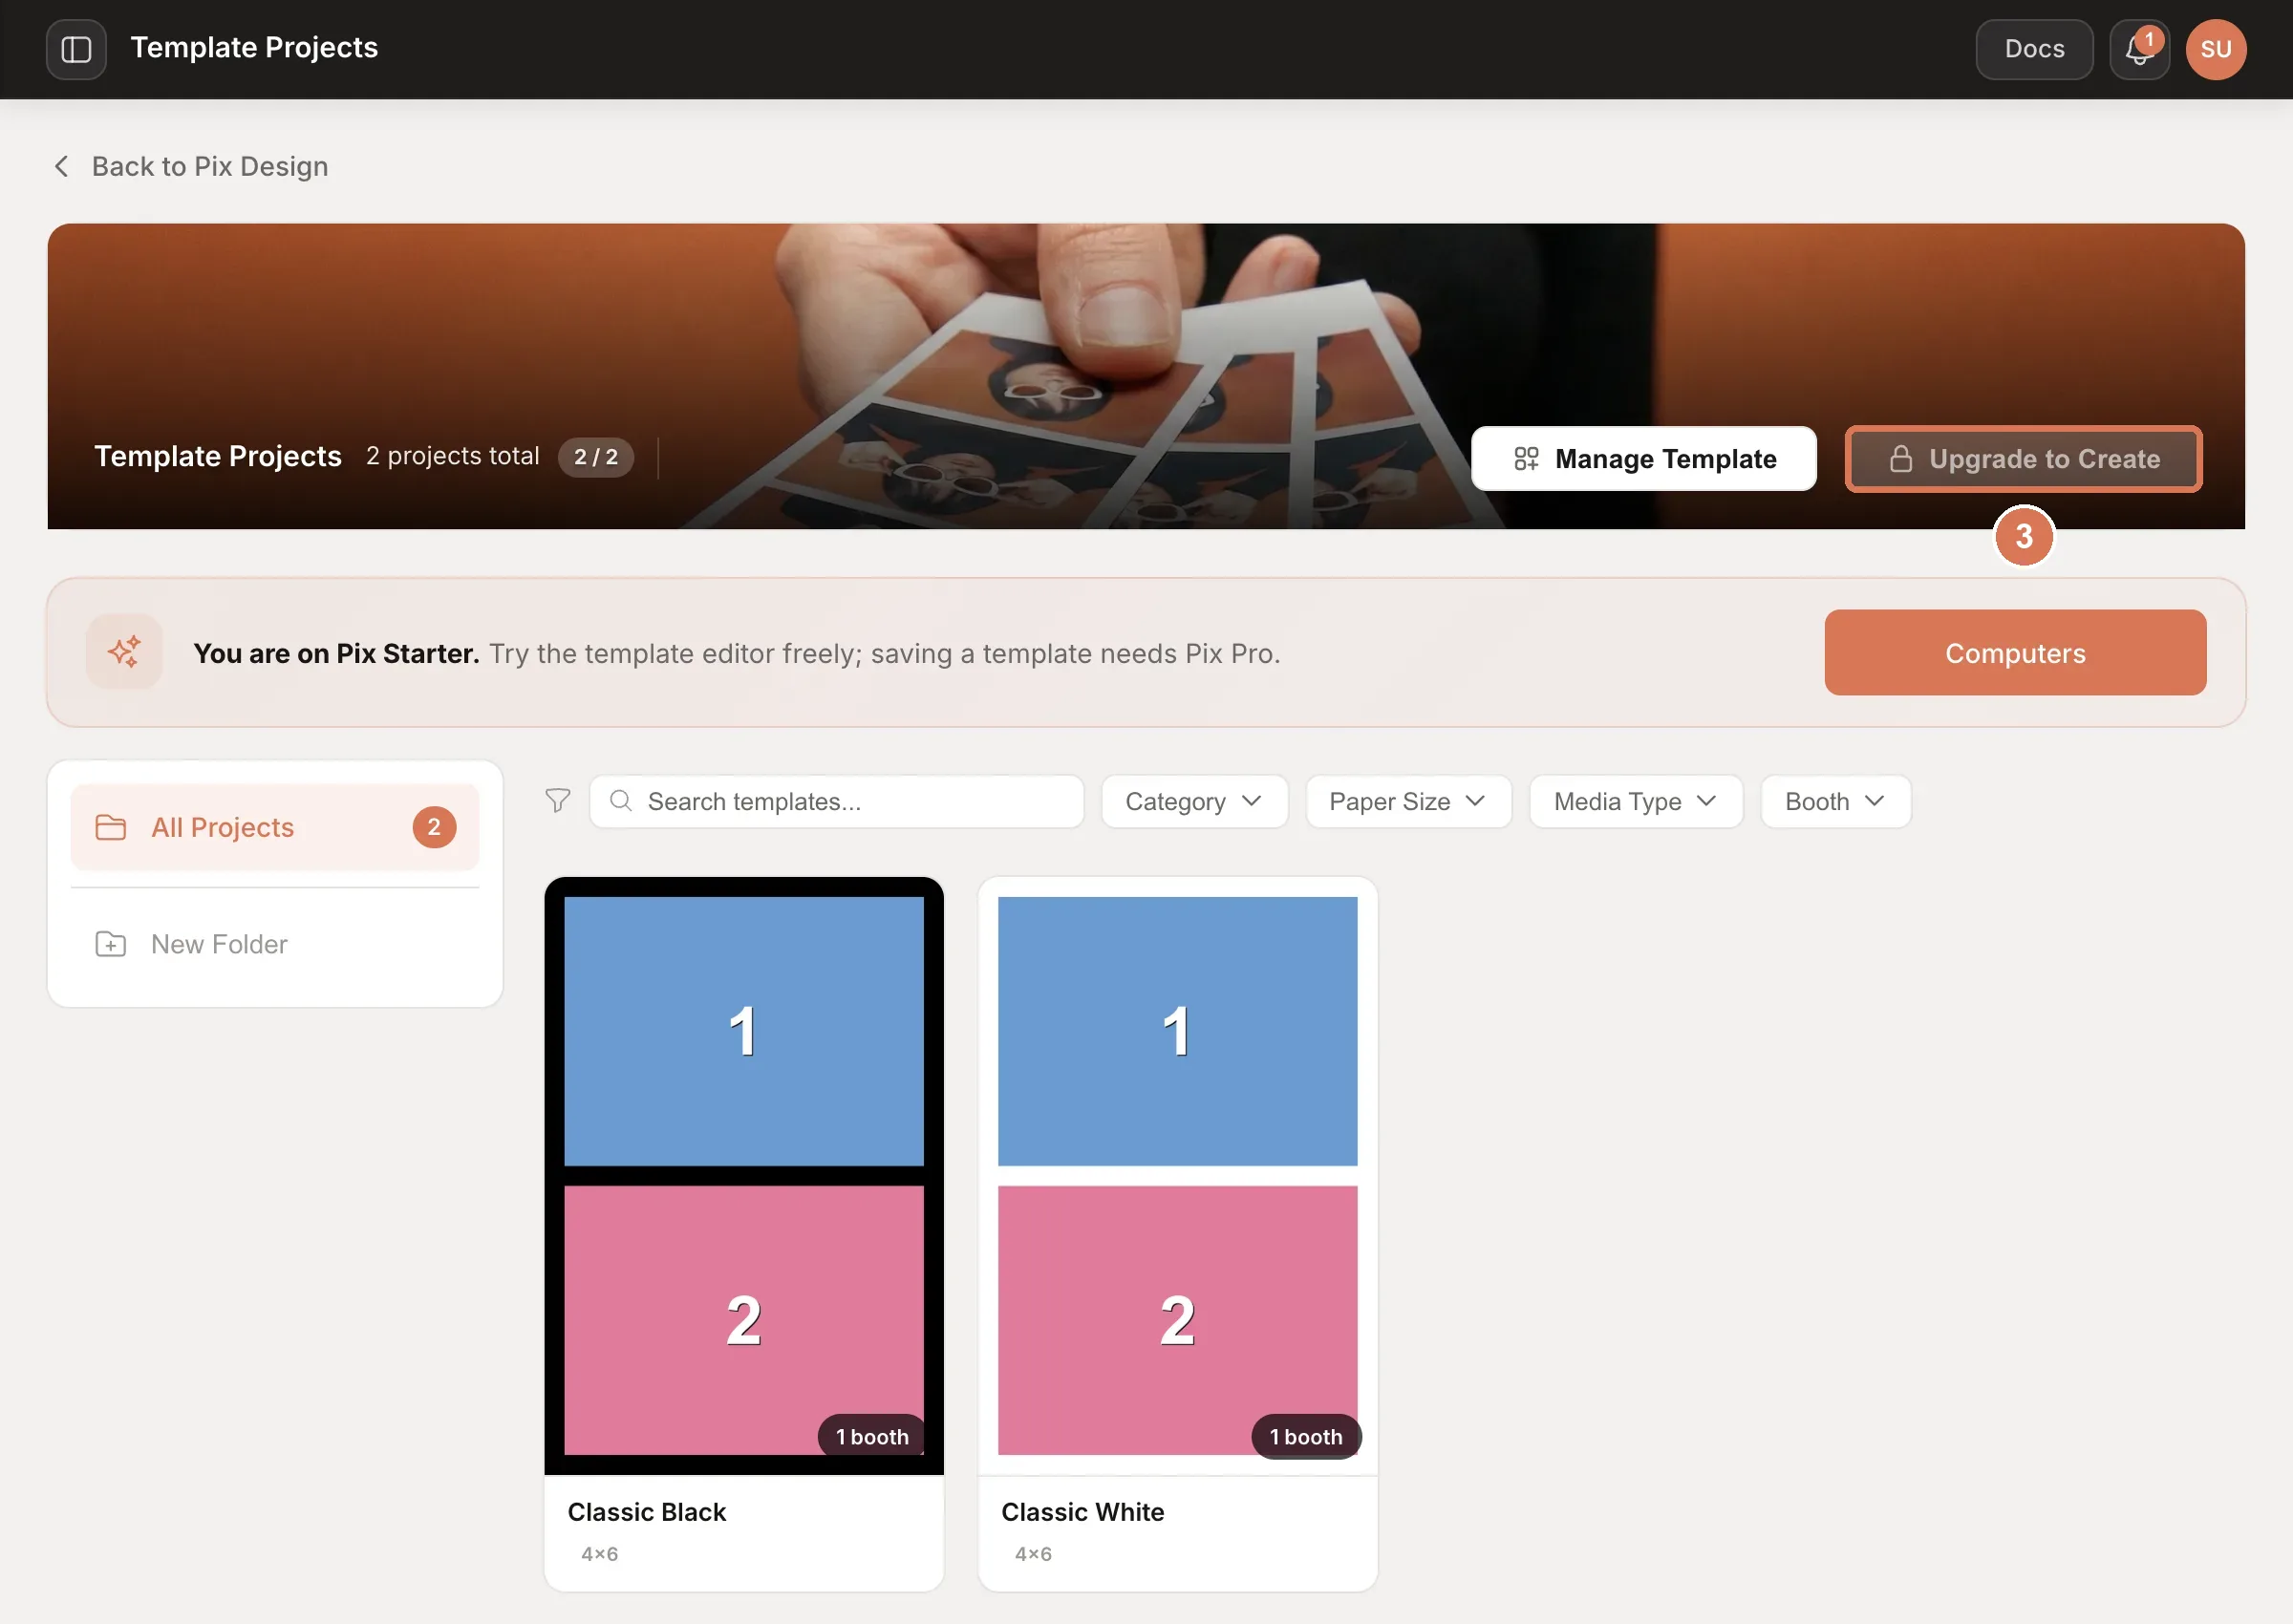 Template Projects
Docs
1
SU
Back to Pix Design
Template Projects 2 projects total 2 / 2
Manage Template
Upgrade to Create
3
You are on Pix Starter. Try the template editor freely; saving a template needs Pix Pro.
Computers
All Projects 2
New Folder
Search templates...
Category
Paper Size
Media Type
Booth
1
2
1 booth
Classic Black
4×6
1
2
1 booth
Classic White
4×6